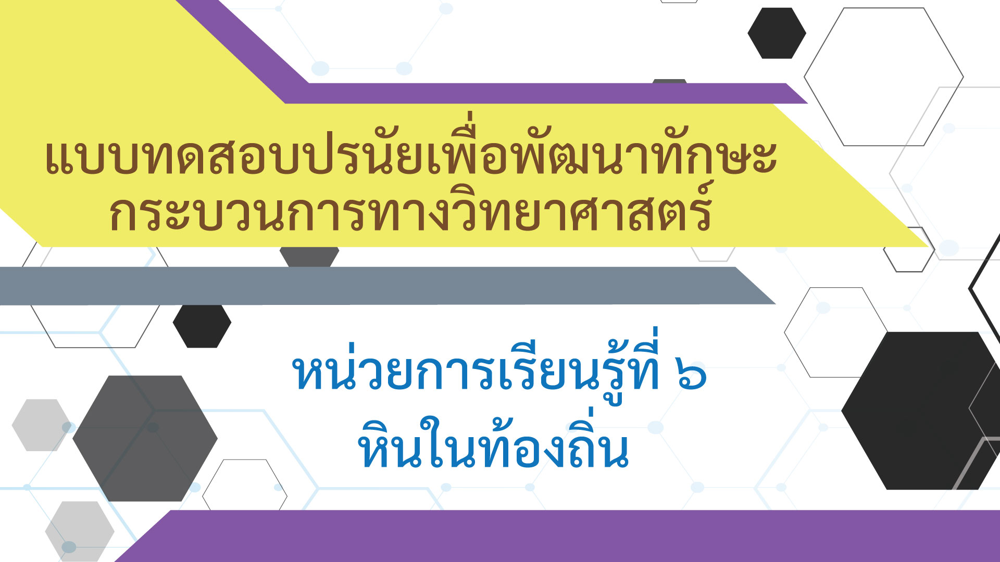 แบบทดสอบปรนัยเพื่อพัฒนาทักษะ
กระบวนการทางวิทยาศาสตร์
หน่วยการเรียนรู้ที่ ๖
หินในท้องถิ่น